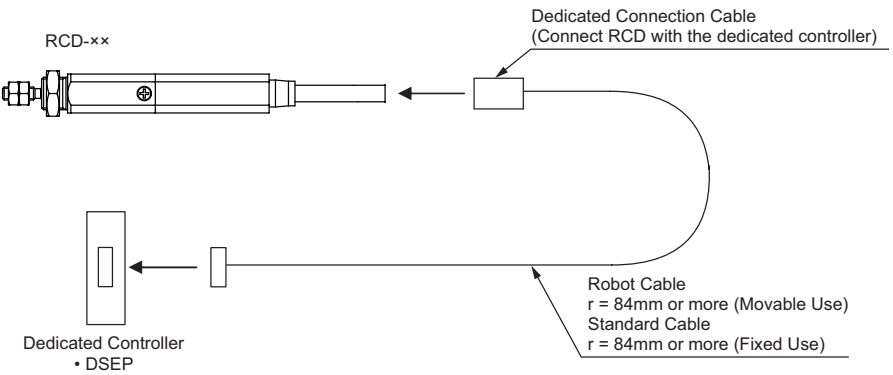 Dedicated Connection Cable
(Connect RCD with the dedicated controller)
RCD-××
Robot Cable
r = 84mm or more (Movable Use)
Standard Cable
r = 84mm or more (Fixed Use)
Dedicated Controller
• DSEP